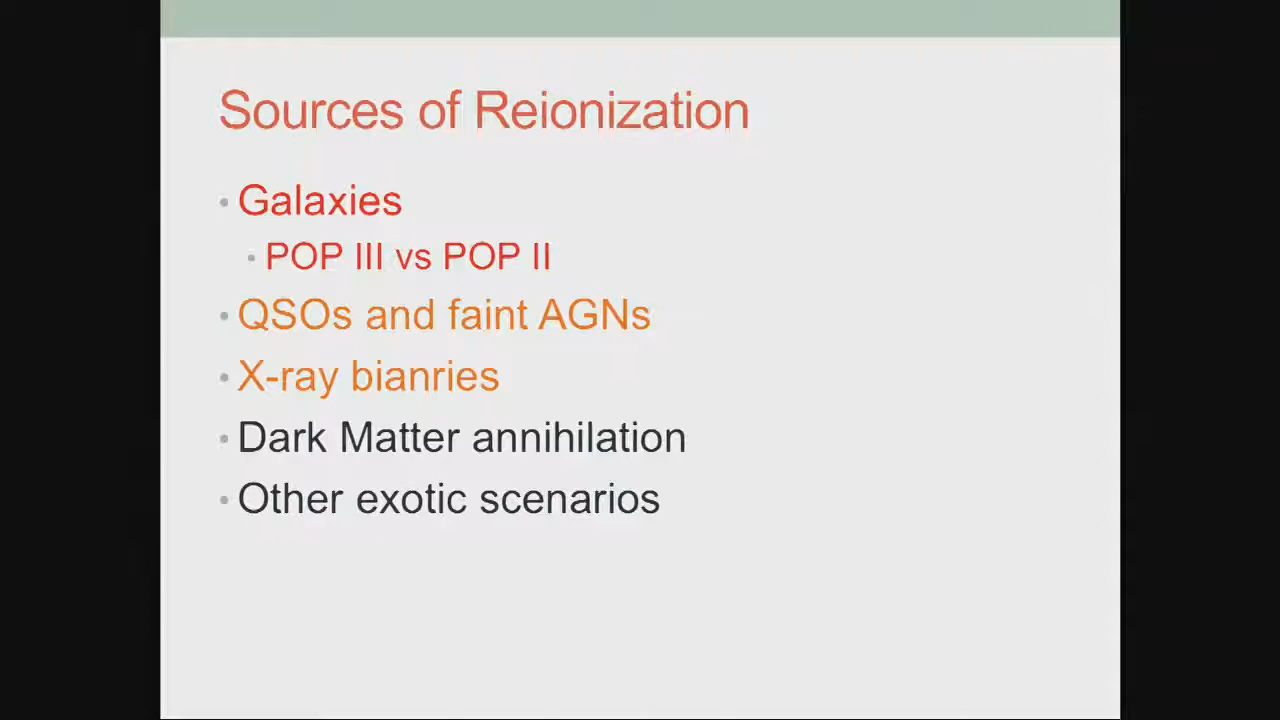 Sources of Reionization
Galaxies
POP III vs POP II
QSOs and faint AGNs
X-ray bianries
Dark Matter annihilation
Other exotic scenarios